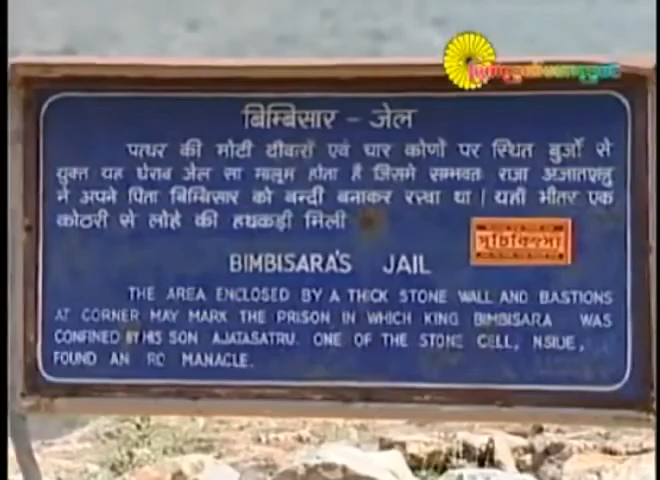 बिम्बिसार - जेल
पत्थर की मोटी दीवारों एवं चार कोणों पर स्थित बुर्जो से
युक्त यह घेराव जेल सा मालूम होता है जिसमे सम्भवत राजा अजातशत्रु
ने अपने पिता बिम्बिसार को बन्दी बनाकर रखा था । यही भीतर एक
कोठरी से लोहे की हथकड़ी मिली
BIMBISARA'S JAIL
THE AREA ENCLOSED BY A THICK STONE WALL AND BASTIONS
AT CORNER MAY MARK THE PRISON IN WHICH KING BIMBISARA WAS
CONFINED BY HIS SON AJATASATRU. ONE OF THE STONE CELL, NSIUE,
FOUND AN RO MANACLE.